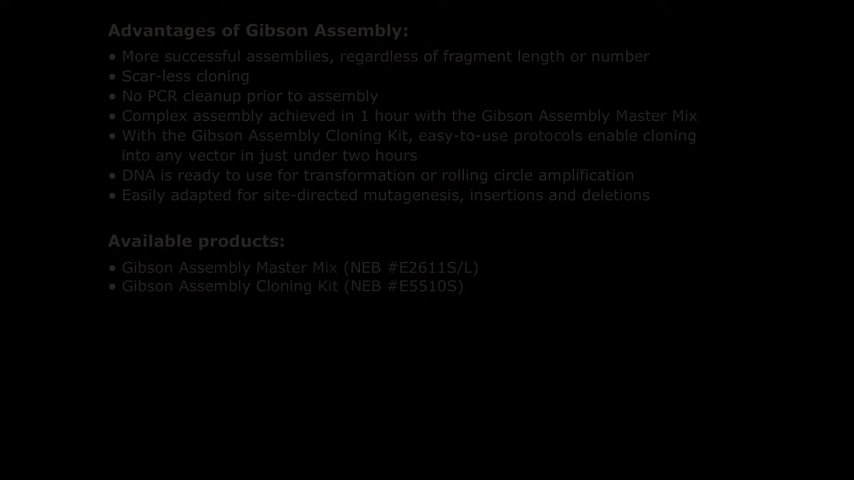 Advantages of Gibson Assembly:
• More successful assemblies, regardless of fragment length or number
• Scar-less cloning
• No PCR cleanup prior to assembly
• Complex assembly achieved in 1 hour with the Gibson Assembly Master Mix
• With the Gibson Assembly Cloning Kit, easy-to-use protocols enable cloning
into any vector in just under two hours
• DNA is ready to use for transformation or rolling circle amplification
• Easily adapted for site-directed mutagenesis, insertions and deletions
Available products:
• Gibson Assembly Master Mix (NEB #E2611S/L)
• Gibson Assembly Cloning Kit (NEB #E5510S)